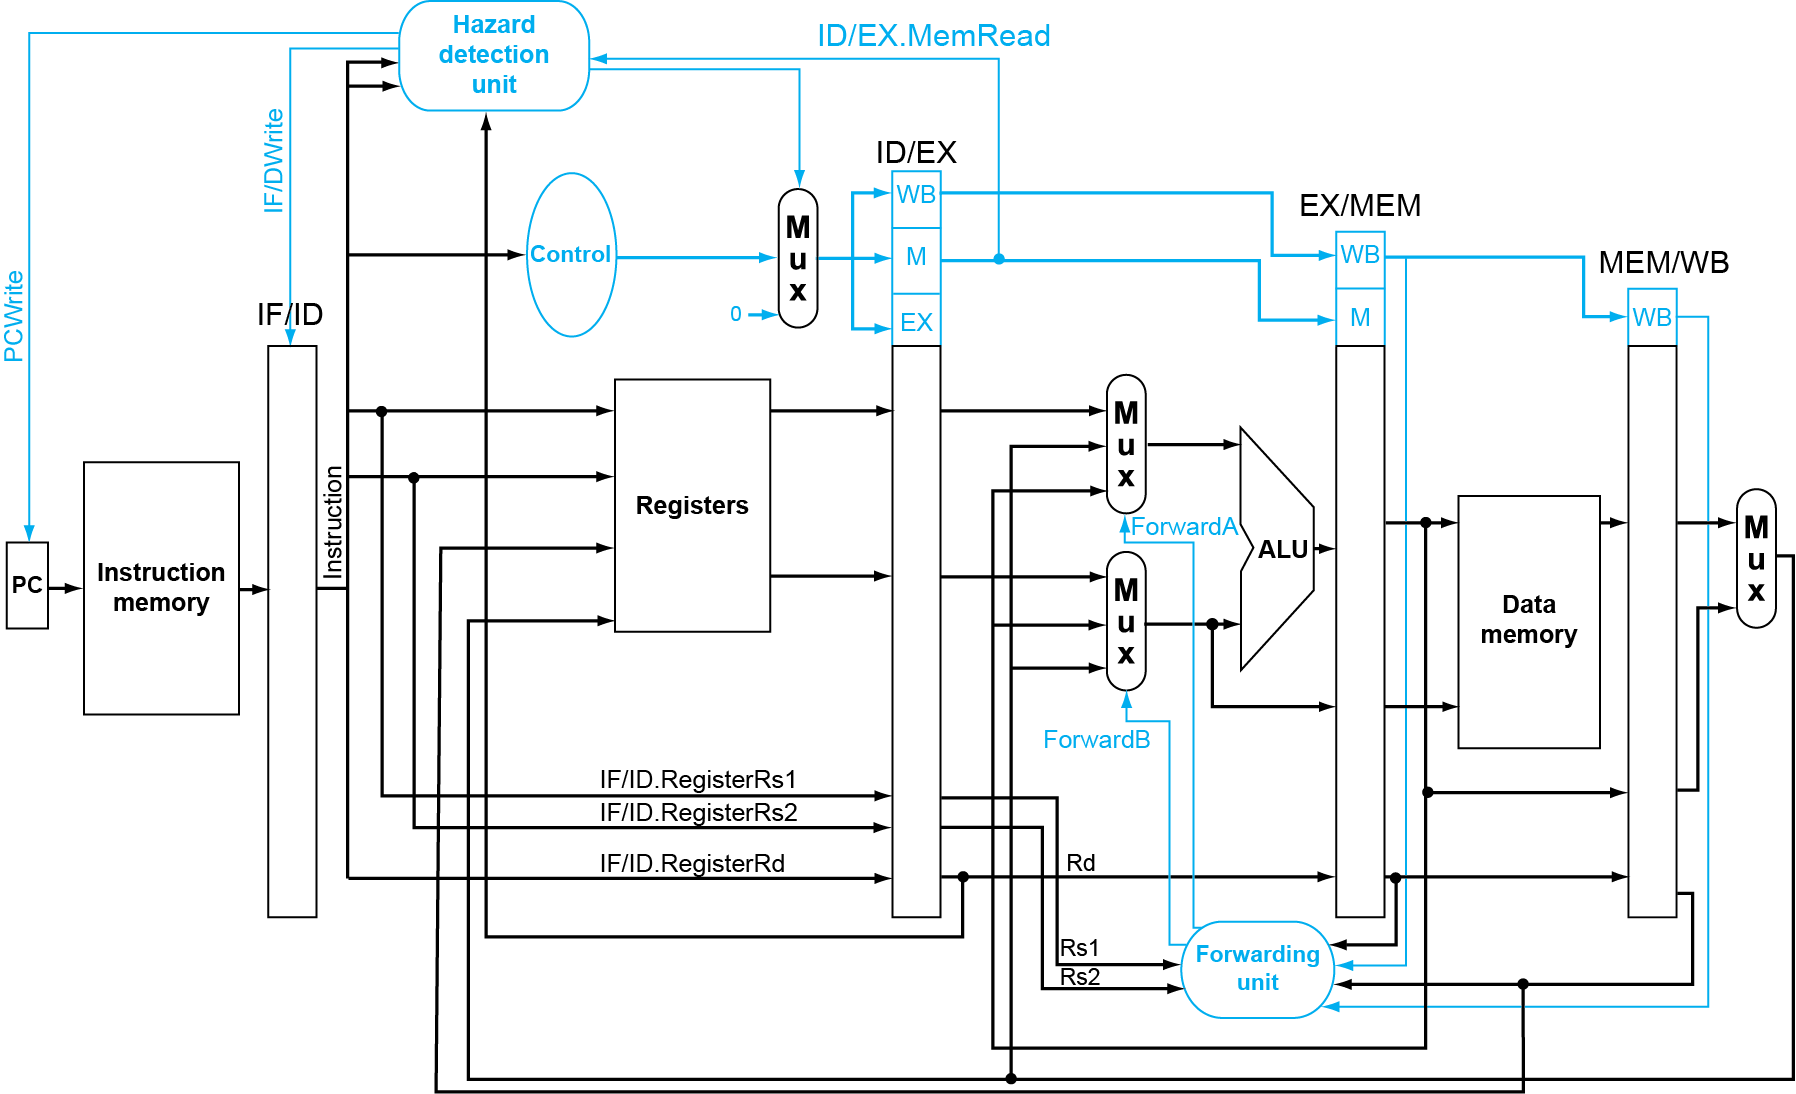 Hazard
detection
unit
ID/EX.MemRead
IF/DWrite
PCWrite
ID/EX
WB
M
EX
Control
M
u
x
0
EX/MEM
WB
M
MEM/WB
WB
IF/ID
Instruction
PC
Instruction
memory
Registers
M
u
x
ForwardA
M
u
x
ForwardB
ALU
Data
memory
M
u
x
IF/ID.RegisterRs1
IF/ID.RegisterRs2
IF/ID.RegisterRd
Rd
Rs1
Rs2
Forwarding
unit